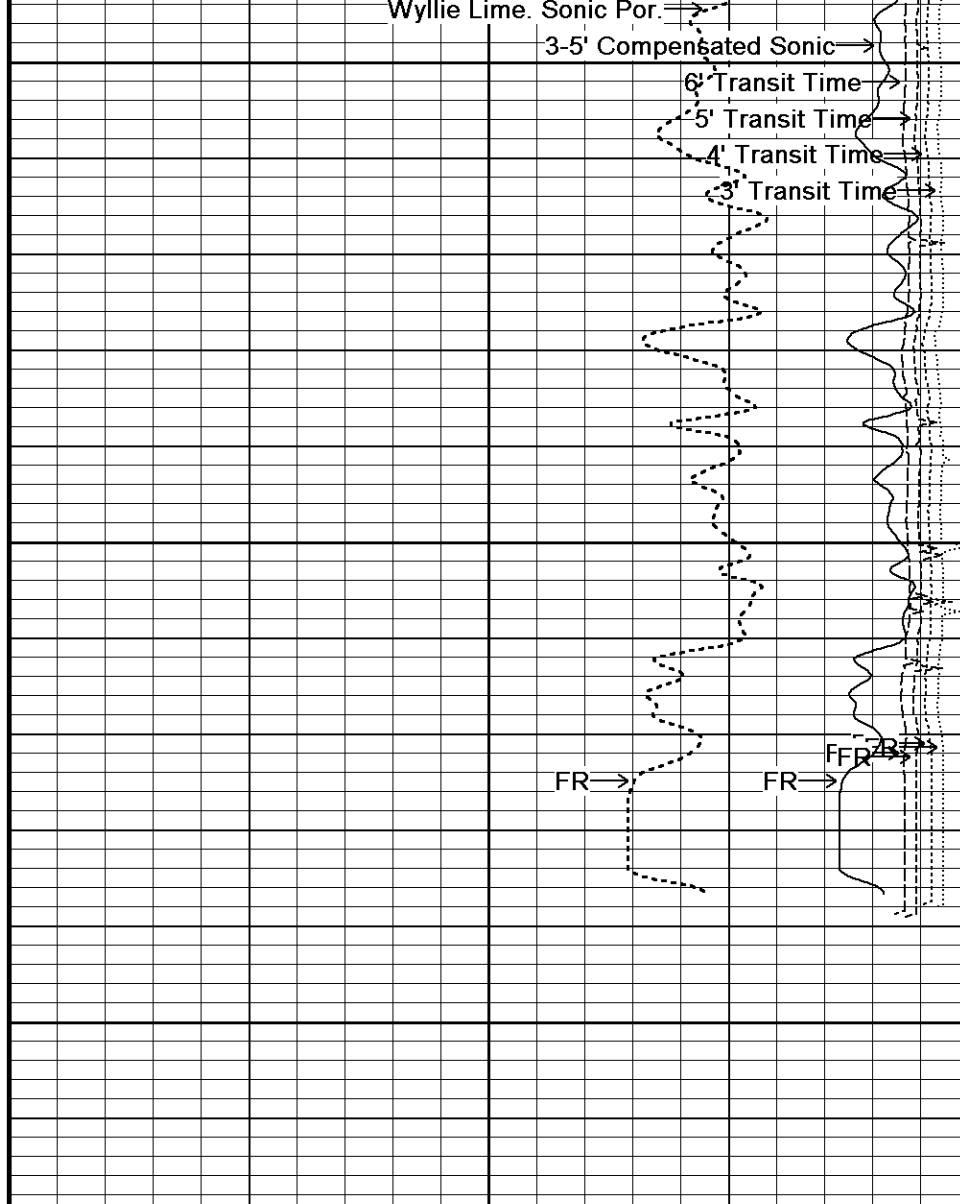 Wyllie Lime. Sonic Por.
3-5' Compensated Sonic
6' Transit Time
5' Transit Time
4' Transit Time
3' Transit Time
FR
FR
FR